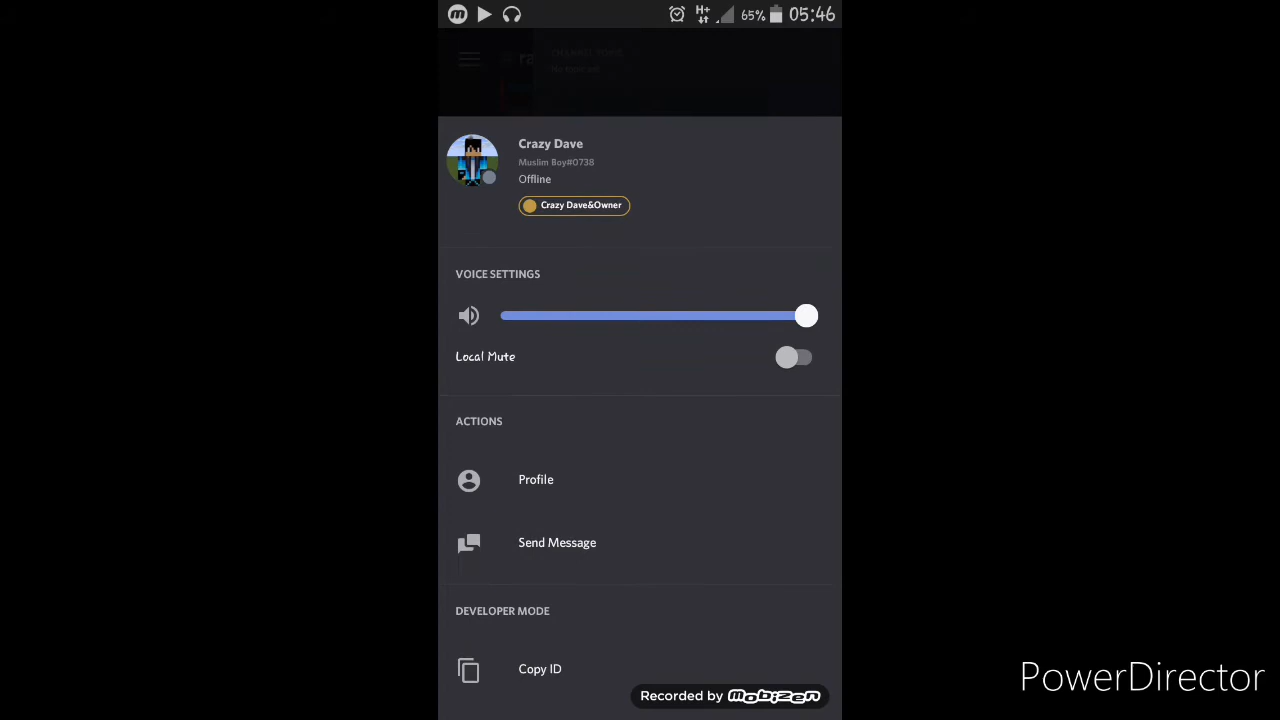 H+
65%
05:46
Crazy Dave
Muslim Boy#0738
Offline
Crazy Dave&Owner
VOICE SETTINGS
Local Mute
ACTIONS
Profile
Send Message
DEVELOPER MODE
Copy ID
Recorded by mobizen
PowerDirector